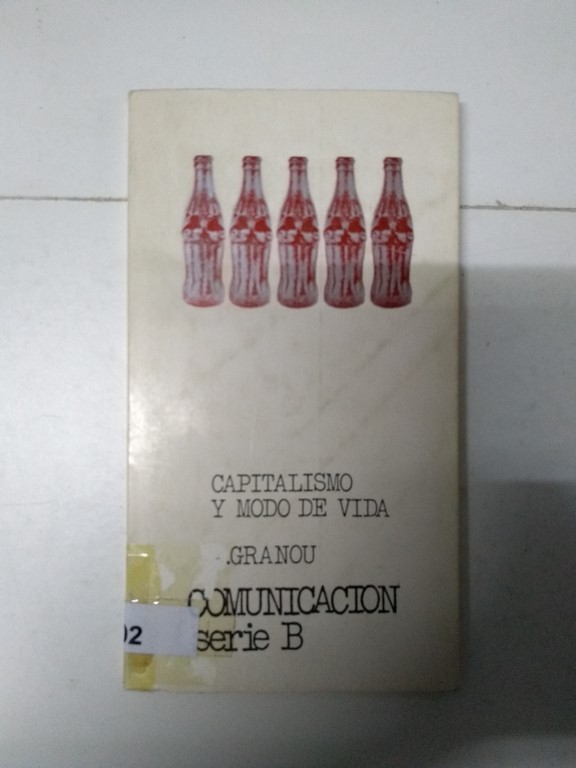 CAPITALISMO
Y MODO DE VIDA
.GRANOU
COMUNICACION
serie B
02